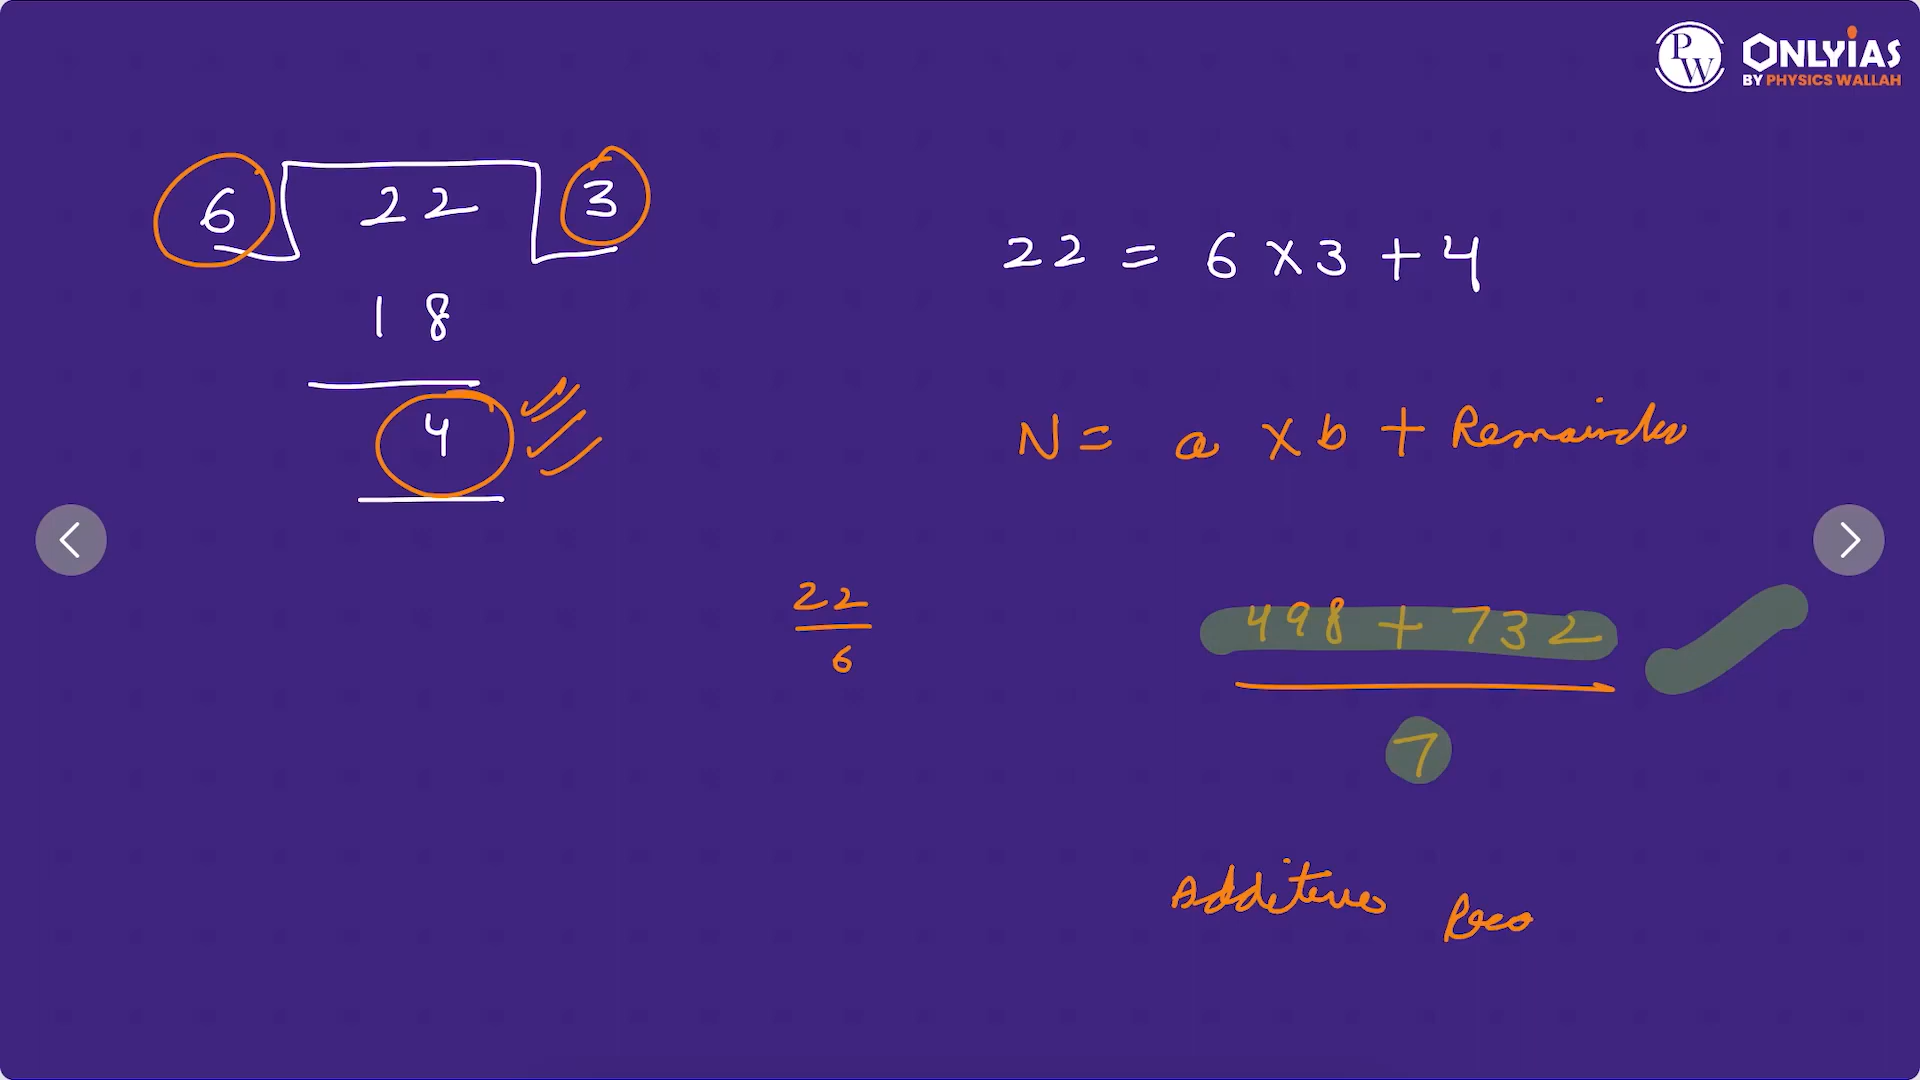 PW ONLYIAS
BY PHYSICS WALLAH
6 22 3
18
4
22 = 6 × 3 + 4
N = a × b + Remainder
22
6
498 + 732
7